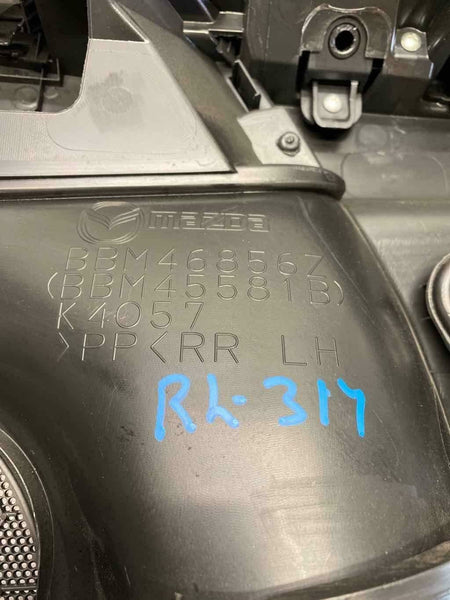 mazda
BBM46856Z
(BBM45581B)
K4057
>PP<RR LH
RL-317